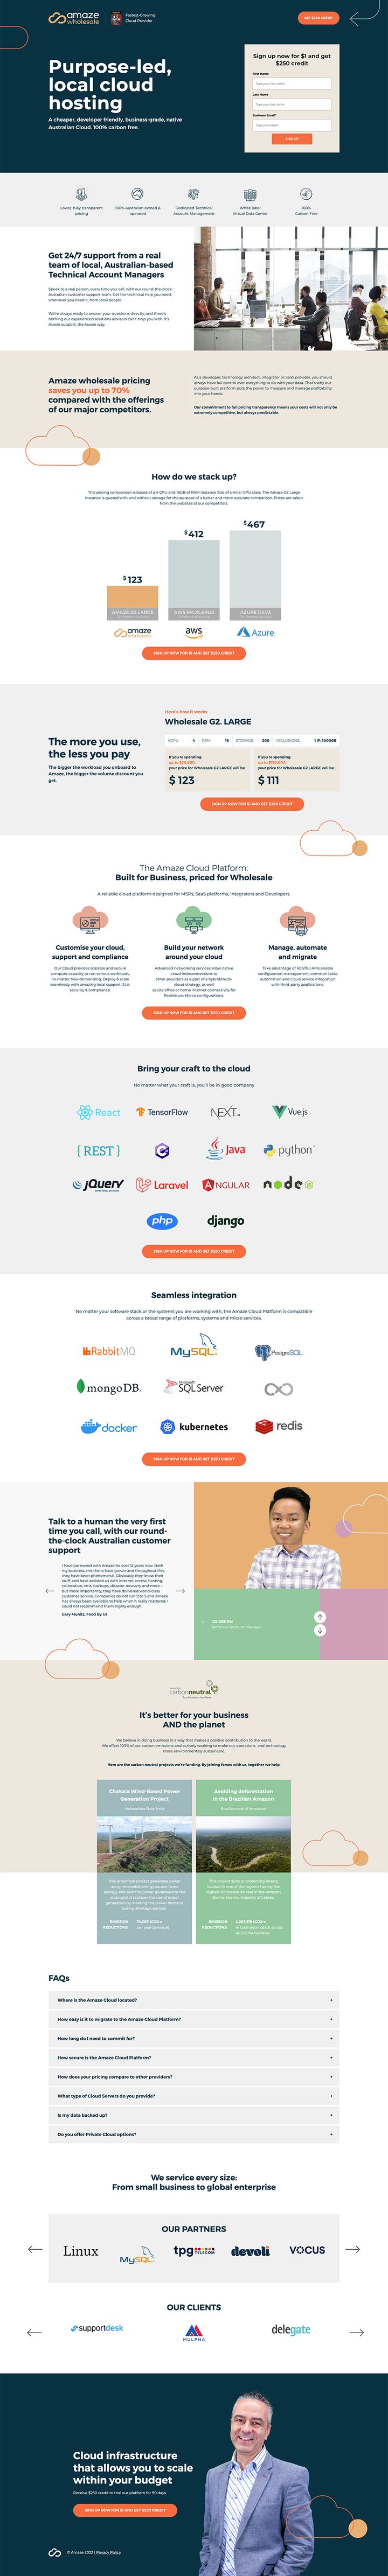 amaze
wholesale
Fastest-Growing
Cloud Provider
GET $250 CREDIT
Purpose-led,
local cloud
hosting
A cheaper, developer friendly, business-grade, native
Australian Cloud. 100% carbon free.
Sign up now for $1 and get
$250 credit
First Name
Type your first name
Last Name
Type your last name
Business Email*
Type your email
SIGN UP
Lower, fully transparent
pricing
100% Australian owned &
operated
Dedicated Technical
Account Management
White label
Virtual Data Center
100%
Carbon-Free
Get 24/7 support from a real
team of local, Australian-based
Technical Account Managers
Speak to a real person, every time you call, with our round-the-clock
Australian customer support team. Get the technical help you need,
whenever you need it, from local people.
We're always ready to answer your questions directly, and there's
nothing our experienced solutions advisors can't help you with. It's
Aussie support, the Aussie way.
Amaze wholesale pricing
saves you up to 70%
compared with the offerings
of our major competitors.
As a developer, technology architect, integrator or SaaS provider, you should
always have full control over everything to do with your data. That's why our
purpose-built platform puts the power to measure and manage profitability
into your hands.
Our commitment to full pricing transparency means your costs will not only be
extremely competitive, but always predictable.
How do we stack up?
This pricing comparison is based of a 4 CPU and 16GB of RAM Instance Size of similar CPU class. The Amaze G2 Large
Instance is quoted with and without storage for the purpose of a better and more accurate comparison. Prices are taken
from the websites of our competitors.
$123
$412
$467
AMAZE G2.LARGE
AWS M4.XLARGE
AZURE D4V2
amaze
wholesale
aws
Azure
SIGN UP NOW FOR $1 AND GET $250 CREDIT
The more you use,
the less you pay
The bigger the workload you onboard to
Amaze, the bigger the volume discount you
get.
Here's how it works
Wholesale G2. LARGE
VCPU 4 RAM 16 STORAGE 200 INCLUSIONS 1 IP, 1000GB
If you're spending:
your price for Wholesale G2.LARGE will be:
$ 123
If you're spending:
your price for Wholesale G2.LARGE will be:
$ 111
SIGN UP NOW FOR $1 AND GET $250 CREDIT
The Amaze Cloud Platform:
Built for Business, priced for Wholesale
A reliable cloud platform designed for MSPs, SaaS platforms, integrators and Developers.
Customise your cloud,
support and compliance
Our Cloud provides scalable and secure
compute capacity to run various workloads,
no matter how demanding. Deploy & scale
seamlessly with amazing local support, SLA,
security & compliance.
Build your network
around your cloud
Advanced networking services allow native
cloud interconnections to
other providers as a part of a hybrid/multi-
cloud strategy, as well
as site office or home internet connectivity for
flexible workforce configurations.
Manage, automate
and migrate
Take advantage of RESTful APIs enable
configuration management, common tasks
automation and cloud service integration
with third-party applications.
SIGN UP NOW FOR $1 AND GET $250 CREDIT
Bring your craft to the cloud
No matter what your craft is, you'll be in good company
React
TensorFlow
NEXT.JS
Vue.js
{ REST }
C
Java
python
jQuery
Laravel
ANGULAR
node
php
django
SIGN UP NOW FOR $1 AND GET $250 CREDIT
Seamless integration
No matter your software stack or the systems you are working with, the Amaze Cloud Platform is compatible
across a broad range of platforms, systems and micro services.
RabbitMQ
MySQL
PostgreSQL
mongoDB
Microsoft
SQL Server
docker
kubernetes
redis
SIGN UP NOW FOR $1 AND GET $250 CREDIT
Talk to a human the very first
time you call, with our round-
the-clock Australian customer
support
I have partnered with Amaze for over 12 years now. Both
my business and theirs have grown and throughout this,
they have been phenomenal. Obviously they know their
stuff, and have assisted us with internet access, hosting,
co-location, vms, backups, disaster recovery and more -
but more importantly, they have delivered world-class
customer service. Companies do not run it to and Amaze
has always been available to help when it really mattered. I
could not recommend them highly enough.
Gary Munitz, Food By Us
Technical account Manager
carbonneutral
It's better for your business
AND the planet
We believe in doing business in a way that makes a positive contribution to the world
We offset 100% of our carbon emissions and actively working to make our operations and technology
more environmentally sustainable.
Here are the carbon neutral projects we're funding. By joining forces with us, together we help:
Chakala Wind-Based Power
Generation Project
Maharashtra State, India
Avoiding deforestation
in the Brazilian Amazon
EMISSION
REDUCTIONS:
(per year average)
EMISSION
REDUCTIONS:
FAQs
Where is the Amaze Cloud located? +
How easy is it to migrate to the Amaze Cloud Platform? +
How long do I need to commit for? +
How secure is the Amaze Cloud Platform? +
How does your pricing compare to other providers? +
What type of Cloud Servers do you provide? +
Is my data backed up? +
Do you offer Private Cloud options? +
We service every size:
From small business to global enterprise
OUR PARTNERS
Linux
MySQL
tpg TELECOM
devoli
VOCUS
OUR CLIENTS
supportdesk
MULPHA
delegate
Cloud infrastructure
that allows you to scale
within your budget
Receive $250 credit to trial our platform for 90 days.
SIGN UP NOW FOR $1 AND GET $250 CREDIT
© Amaze 2022 | Privacy Policy